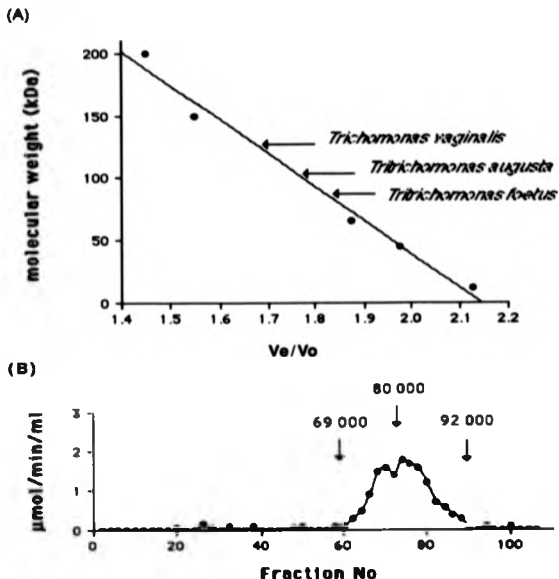 (A)
molecular weight (kDa)
200
150
100
50
0
Trichomonas vaginalis
Tritrichomonas augusta
Tritrichomonas foetus
1.4 1.5 1.6 1.7 1.8 1.9 2.0 2.1 2.2
Ve/Vo
(B)
80 000
69 000
92 000
µmol/min/ml
3
2
1
0
0 20 40 60 80 100
Fraction No